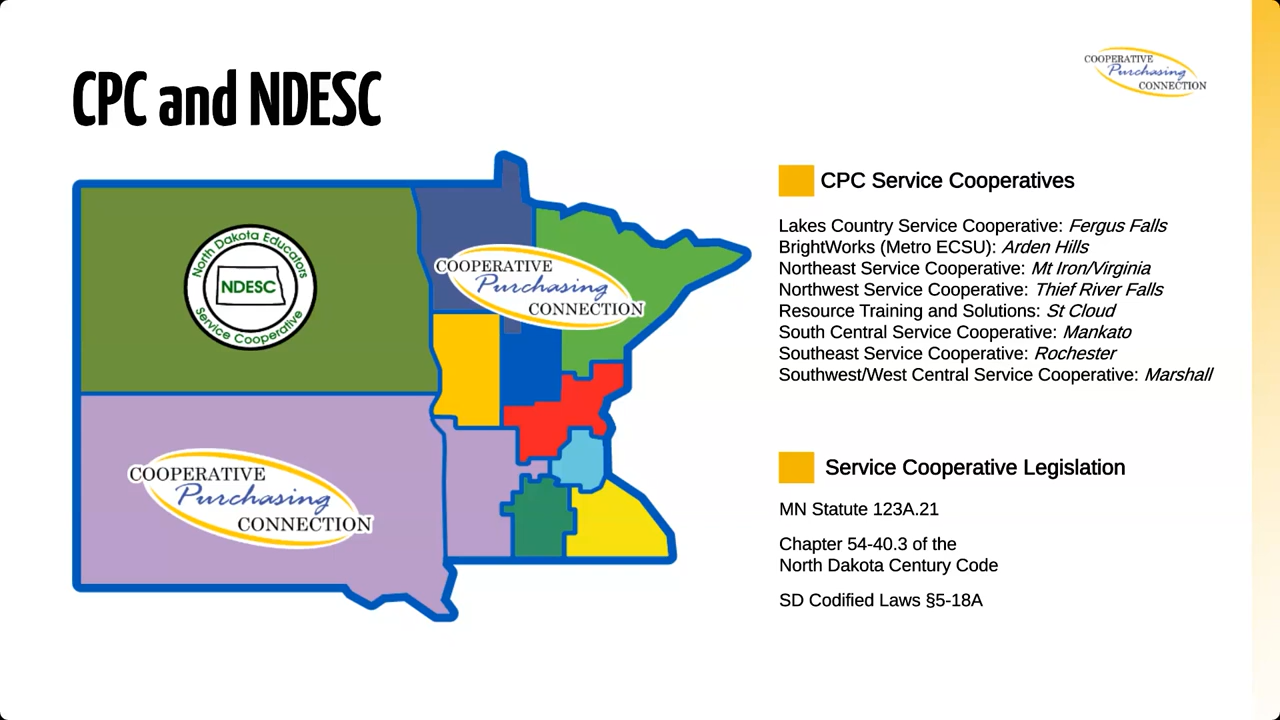 CPC and NDESC
COOPERATIVE
Purchasing
CONNECTION
North Dakota Educators
NDESC
Service Cooperative
COOPERATIVE
Purchasing
CONNECTION
COOPERATIVE
Purchasing
CONNECTION
CPC Service Cooperatives
Lakes Country Service Cooperative: Fergus Falls
BrightWorks (Metro ECSU): Arden Hills
Northeast Service Cooperative: Mt Iron/Virginia
Northwest Service Cooperative: Thief River Falls
Resource Training and Solutions: St Cloud
South Central Service Cooperative: Mankato
Southeast Service Cooperative: Rochester
Southwest/West Central Service Cooperative: Marshall
Service Cooperative Legislation
MN Statute 123A.21
Chapter 54-40.3 of the
North Dakota Century Code
SD Codified Laws §5-18A